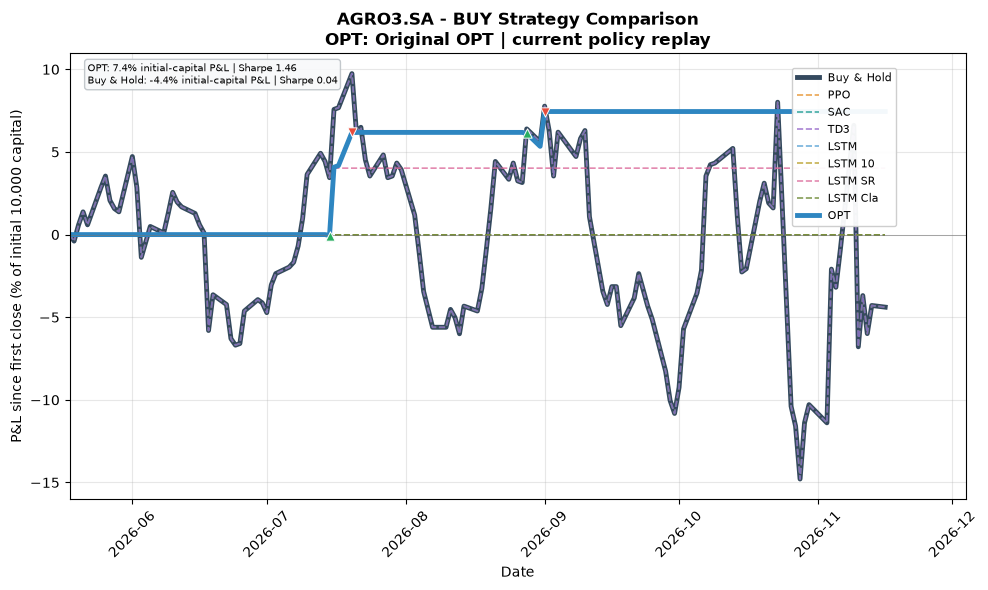 AGRO3.SA - BUY Strategy Comparison
OPT: Original OPT | current policy replay
OPT: 7.4% initial-capital P&L | Sharpe 1.46
Buy & Hold: -4.4% initial-capital P&L | Sharpe 0.04
Buy & Hold
PPO
SAC
TD3
LSTM
LSTM 10
LSTM SR
LSTM Cla
OPT
P&L since first close (% of initial 10,000 capital)
10
5
0
−5
−10
−15
2026-06
2026-07
2026-08
2026-09
2026-10
2026-11
2026-12
Date